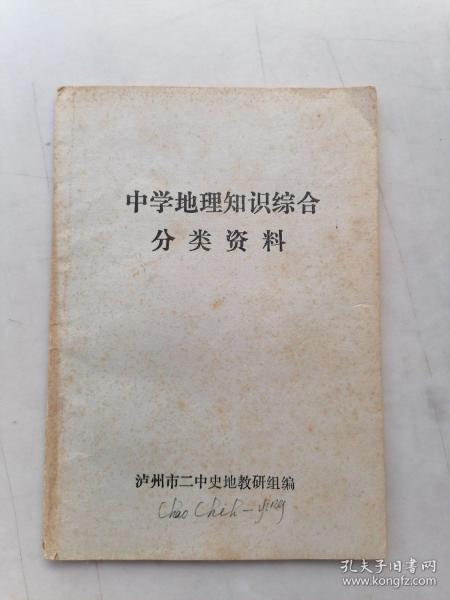 中学地理知识综合
分类资料
泸州市二中史地教研组编
Chao Chih-ying
孔夫子旧书网
www.kongfz.com